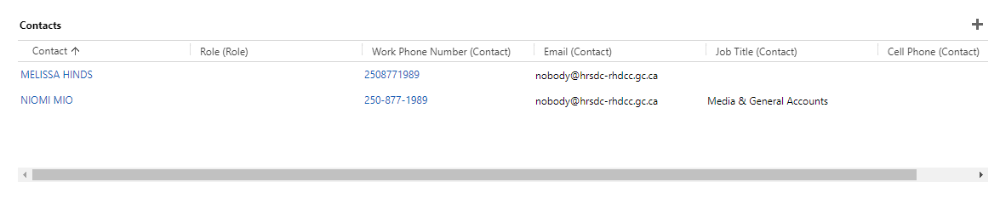 Contacts
Contact Role (Role) Work Phone Number (Contact) Email (Contact) Job Title (Contact) Cell Phone (Contact)
MELISSA HINDS 2508771989 nobody@hrsdc-rhdcc.gc.ca
NIOMI MIO 250-877-1989 nobody@hrsdc-rhdcc.gc.ca Media & General Accounts